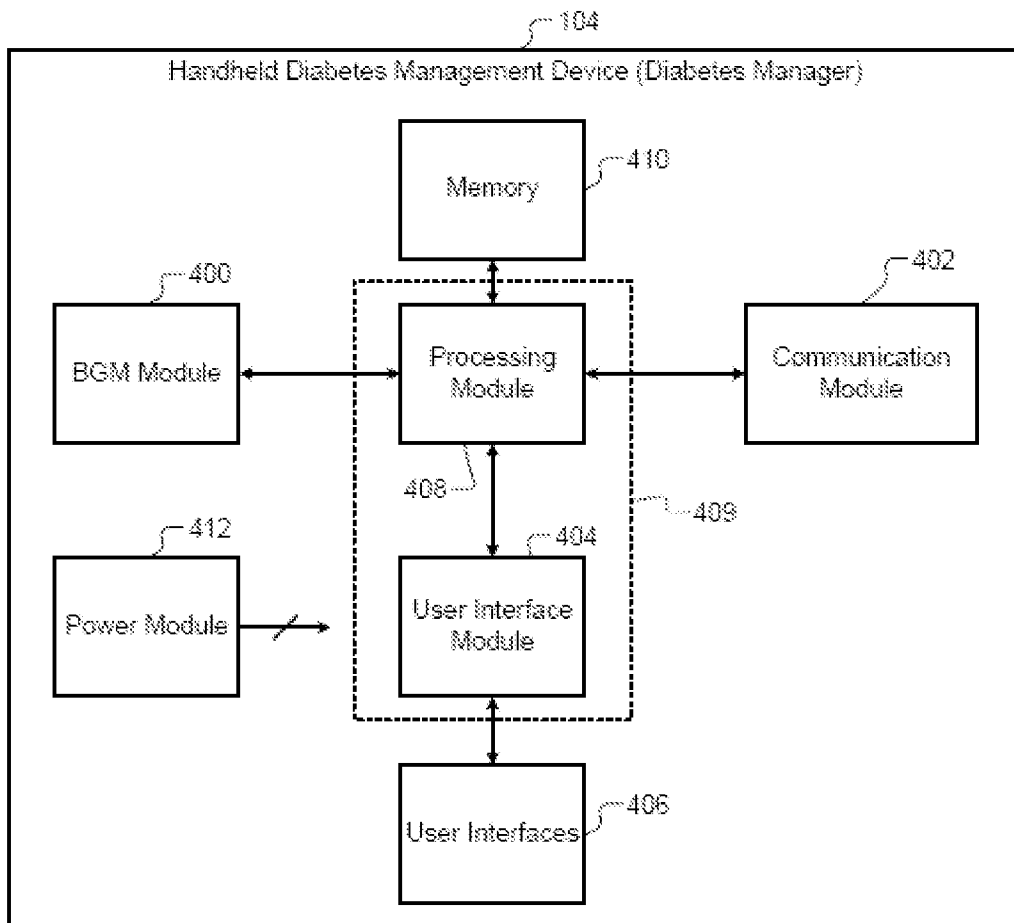 104
Handheld Diabetes Management Device (Diabetes Manager)
410
Memory
400
402
BGM Module
Processing
Module
Communication
Module
408
409
412
404
Power Module
User Interface
Module
User Interfaces
406